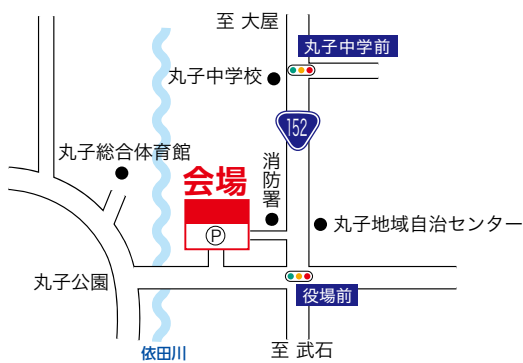 至 大屋
丸子中学前
丸子中学校
152
丸子総合体育館
消防署
会場
P
丸子地域自治センター
丸子公園
役場前
依田川
至 武石